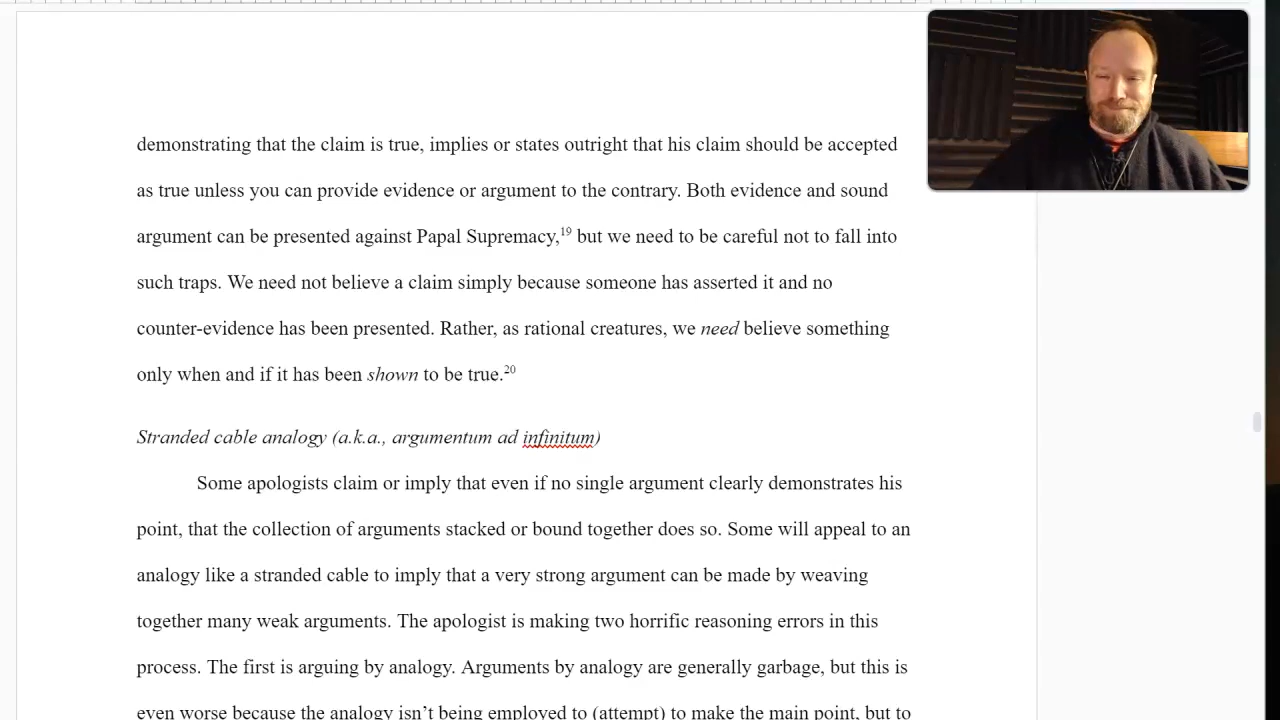 demonstrating that the claim is true, implies or states outright that his claim should be accepted
as true unless you can provide evidence or argument to the contrary. Both evidence and sound
argument can be presented against Papal Supremacy,19 but we need to be careful not to fall into
such traps. We need not believe a claim simply because someone has asserted it and no
counter-evidence has been presented. Rather, as rational creatures, we need believe something
only when and if it has been shown to be true.20
Stranded cable analogy (a.k.a., argumentum ad infinitum)
Some apologists claim or imply that even if no single argument clearly demonstrates his
point, that the collection of arguments stacked or bound together does so. Some will appeal to an
analogy like a stranded cable to imply that a very strong argument can be made by weaving
together many weak arguments. The apologist is making two horrific reasoning errors in this
process. The first is arguing by analogy. Arguments by analogy are generally garbage, but this is
even worse because the analogy isn’t being employed to (attempt) to make the main point, but to